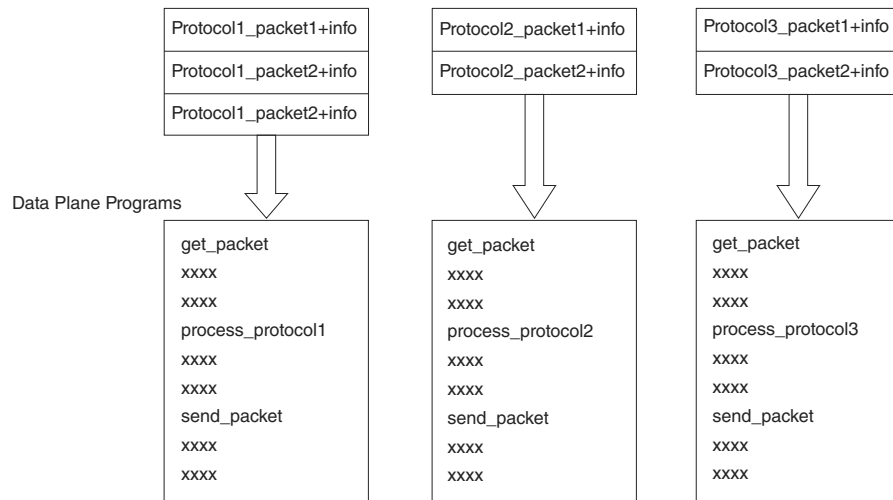 Protocol1_packet1+info
Protocol1_packet2+info
Protocol1_packet2+info
Protocol2_packet1+info
Protocol2_packet2+info
Protocol3_packet1+info
Protocol3_packet2+info
Data Plane Programs
get_packet
xxxx
xxxx
process_protocol1
xxxx
xxxx
send_packet
xxxx
xxxx
get_packet
xxxx
xxxx
process_protocol2
xxxx
xxxx
send_packet
xxxx
xxxx
get_packet
xxxx
xxxx
process_protocol3
xxxx
xxxx
send_packet
xxxx
xxxx